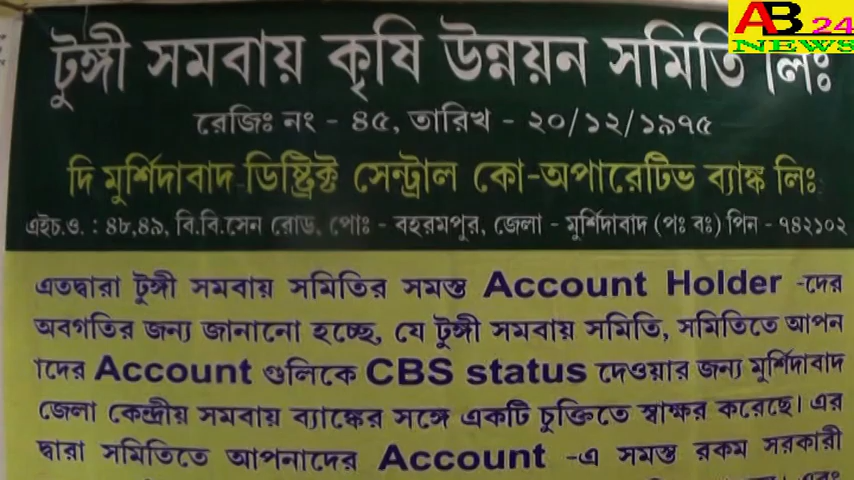 AB 24
NEWS
টুঙ্গী সমবায় কৃষি উন্নয়ন সমিতি লিঃ
রেজিঃ নং - ৪৫, তারিখ - ২০/১২/১৯৭৫
দি মুর্শিদাবাদ ডিষ্ট্রিক্ট সেন্ট্রাল কো-অপারেটিভ ব্যাঙ্ক লিঃ
এইচ.ও. : ৪৮,৪৯, বি.বি.সেন রোড, পোঃ - বহরমপুর, জেলা - মুর্শিদাবাদ (পঃ বঃ) পিন - ৭৪২১০২
এতদ্বারা টুঙ্গী সমবায় সমিতির সমস্ত Account Holder -দের
অবগতির জন্য জানানো হচ্ছে, যে টুঙ্গী সমবায় সমিতি, সমিতিতে আপন
াদের Account গুলিকে CBS status দেওয়ার জন্য মুর্শিদাবাদ
জেলা কেন্দ্রীয় সমবায় ব্যাঙ্কের সঙ্গে একটি চুক্তিতে স্বাক্ষর করেছে। এর
দ্বারা সমিতিতে আপনাদের Account -এ সমস্ত রকম সরকারী